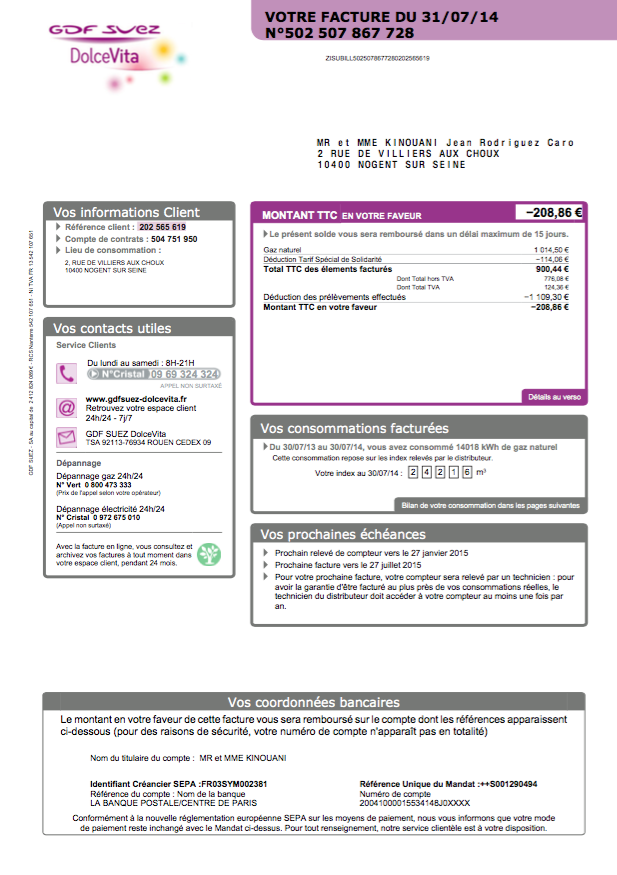 GDF SUEZ
DolceVita
VOTRE FACTURE DU 31/07/14
N°502 507 867 728
ZISUBILL5025078677280202565619
MR et MME KINOUANI Jean Rodriguez Caro
2 RUE DE VILLIERS AUX CHOUX
10400 NOGENT SUR SEINE
Vos informations Client
Référence client : 202 565 619
Compte de contrats : 504 751 950
Lieu de consommation :
2, RUE DE VILLIERS AUX CHOUX
10400 NOGENT SUR SEINE
Vos contacts utiles
Service Clients
Du lundi au samedi : 8H-21H
N°Cristal 09 69 324 324
APPEL NON SURTAXÉ
www.gdfsuez-dolcevita.fr
Retrouvez votre espace client
24h/24 - 7j/7
GDF SUEZ DolceVita
TSA 92113-76934 ROUEN CEDEX 09
Dépannage
Dépannage gaz 24h/24
N° Vert 0 800 473 333
(Prix de l'appel selon votre opérateur)
Dépannage électricité 24h/24
N° Cristal 0 972 675 010
(Appel non surtaxé)
Avec la facture en ligne, vous consultez et
archivez vos factures à tout moment dans
votre espace client, pendant 24 mois.
GDF SUEZ - SA au capital de 2 412 824 089 € - RCS Nanterre 542 107 651 - NI TVA FR 13 542 107 651
MONTANT TTC EN VOTRE FAVEUR −208,86 €
Le présent solde vous sera remboursé dans un délai maximum de 15 jours.
Gaz naturel 1 014,50 €
Déduction Tarif Spécial de Solidarité −114,06 €
Total TTC des élements facturés 900,44 €
Dont Total hors TVA 776,08 €
Dont Total TVA 124,36 €
Déduction des prélèvements effectués −1 109,30 €
Montant TTC en votre faveur −208,86 €
Détails au verso
Vos consommations facturées
Du 30/07/13 au 30/07/14, vous avez consommé 14018 kWh de gaz naturel
Cette consommation repose sur les index relevés par le distributeur.
Votre index au 30/07/14 : 2 4 2 1 6 m³
Bilan de votre consommation dans les pages suivantes
Vos prochaines échéances
Prochain relevé de compteur vers le 27 janvier 2015
Prochaine facture vers le 27 juillet 2015
Pour votre prochaine facture, votre compteur sera relevé par un technicien : pour
avoir la garantie d'être facturé au plus près de vos consommations réelles, le
technicien du distributeur doit accéder à votre compteur au moins une fois par
an.
Vos coordonnées bancaires
Le montant en votre faveur de cette facture vous sera remboursé sur le compte dont les références apparaissent
ci-dessous (pour des raisons de sécurité, votre numéro de compte n'apparaît pas en totalité)
Nom du titulaire du compte : MR et MME KINOUANI
Identifiant Créancier SEPA :FR03SYM002381 Référence Unique du Mandat :++S001290494
Référence du compte : Nom de la banque Numéro de compte
LA BANQUE POSTALE/CENTRE DE PARIS 20041000015534148J0XXXX
Conformément à la nouvelle réglementation européenne SEPA sur les moyens de paiement, nous vous informons que votre mode
de paiement reste inchangé avec le Mandat ci-dessus. Pour tout renseignement, notre service clientèle est à votre disposition.